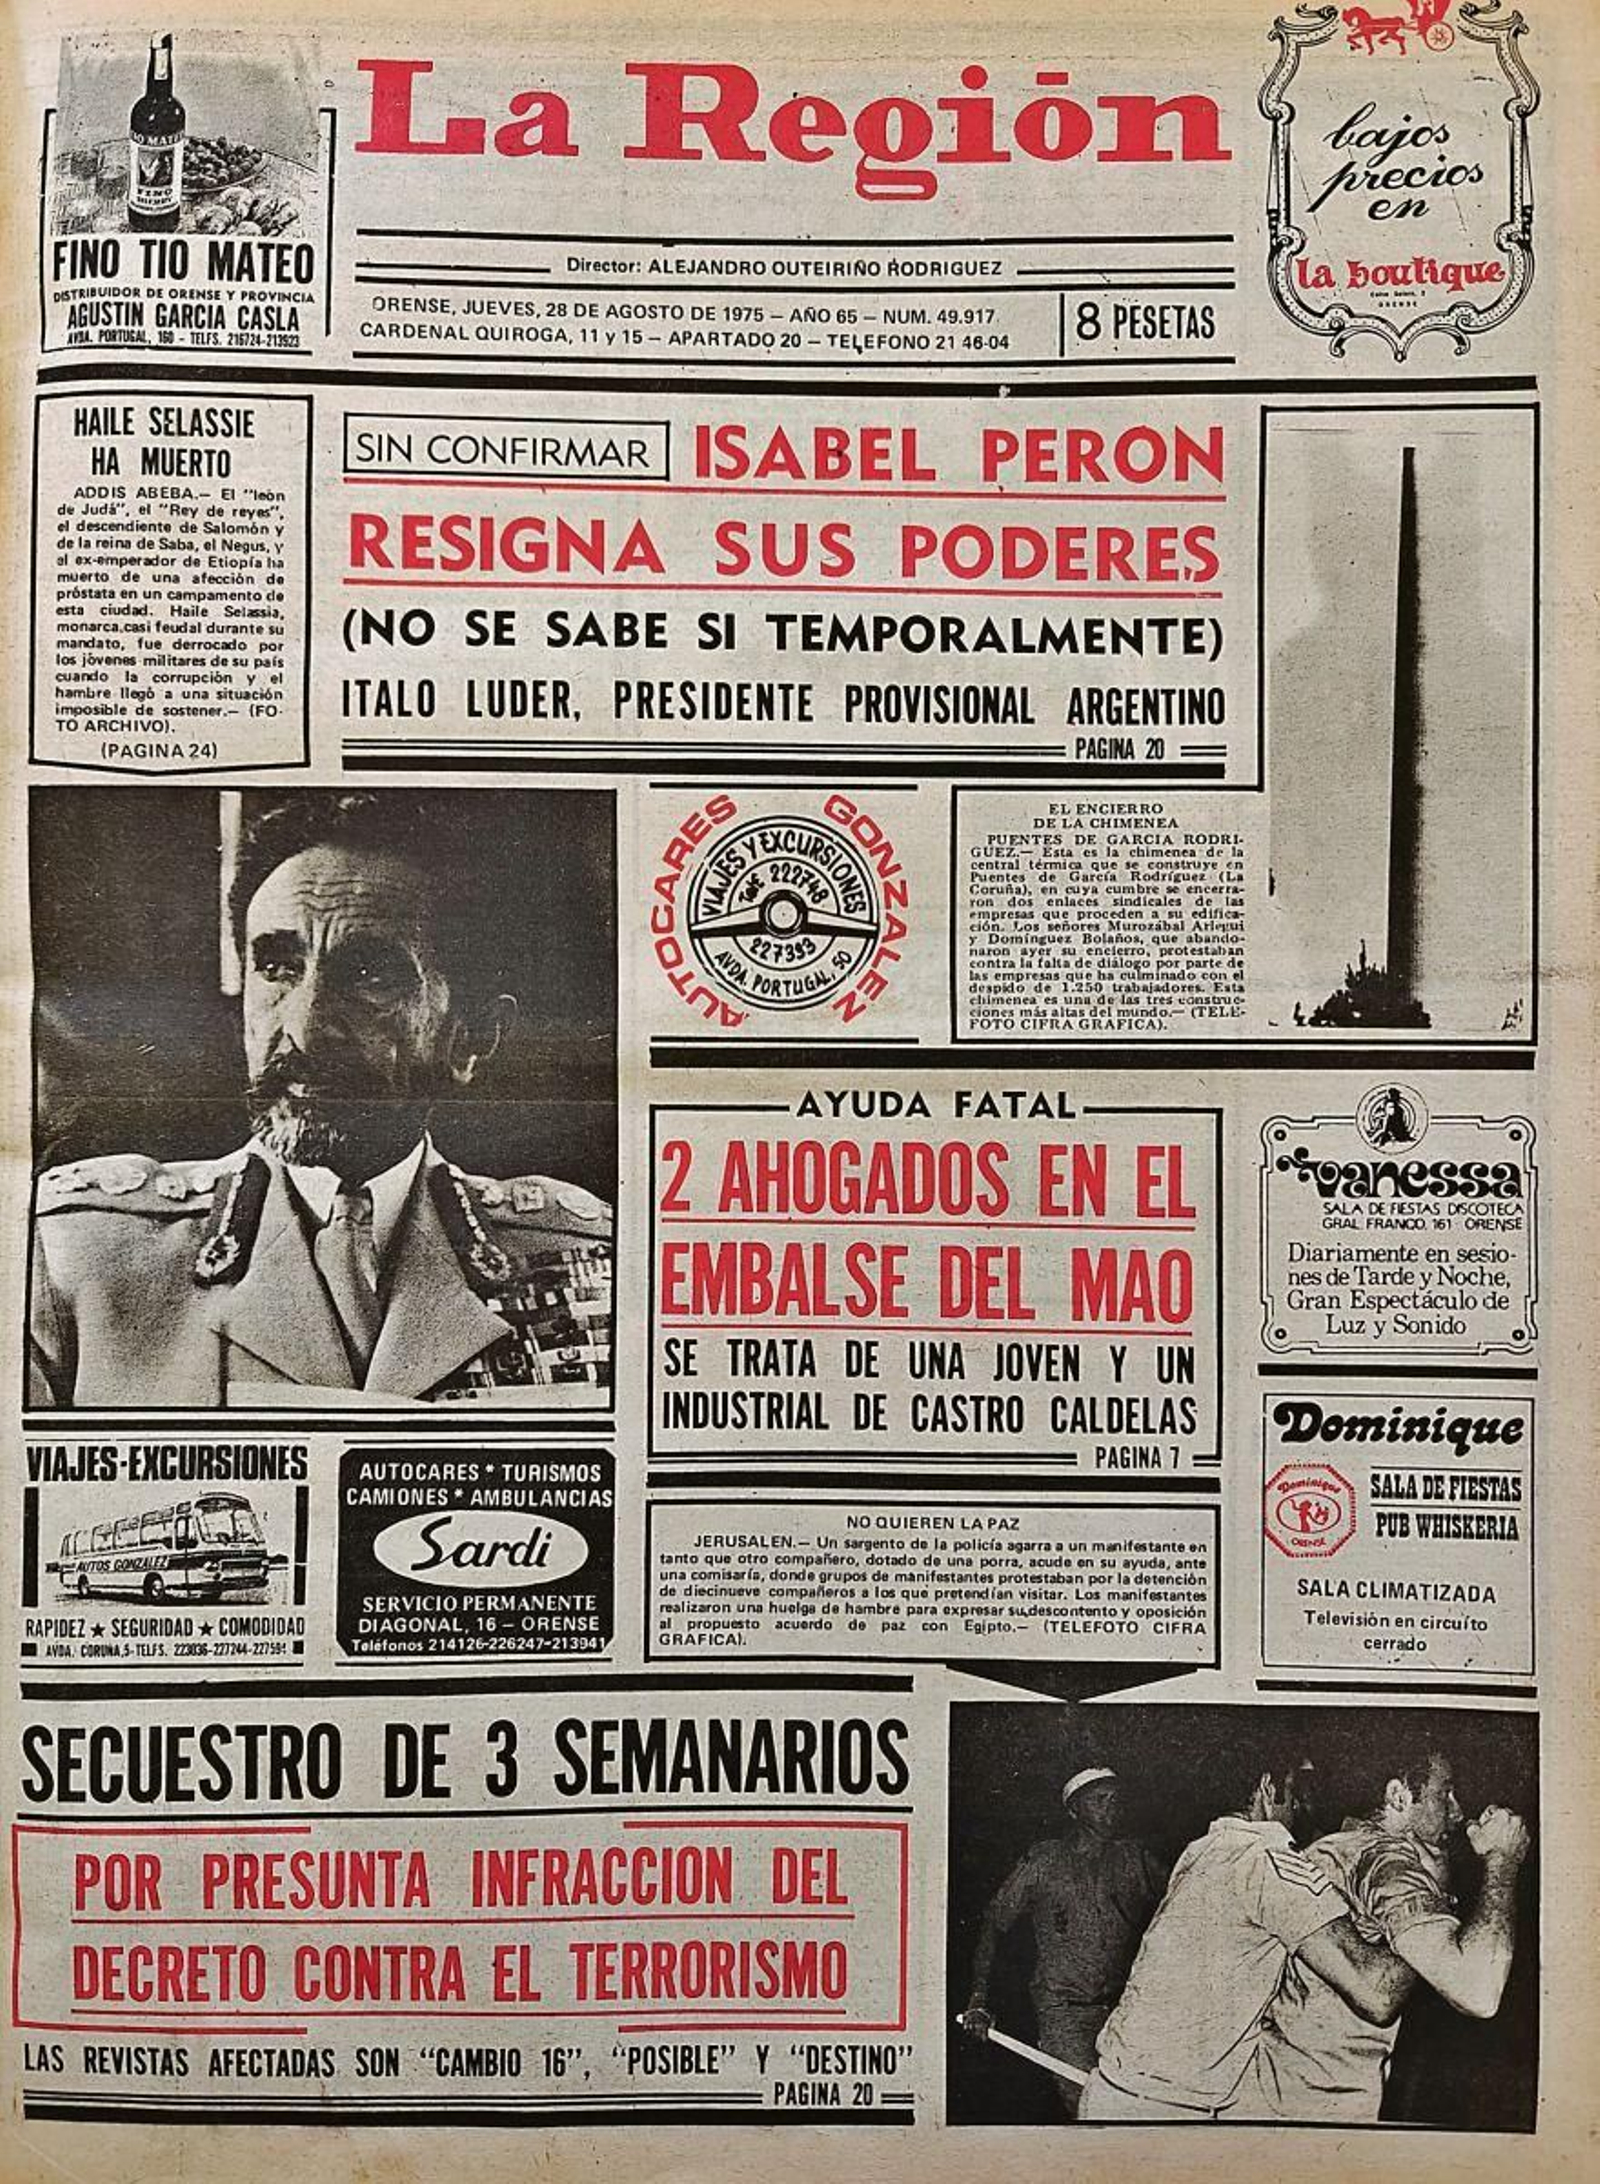 La Región
FINO TIO MATEO
DISTRIBUIDOR DE ORENSE Y PROVINCIA
AGUSTIN GARCIA CASLA
AVDA. PORTUGAL, 160 - TELFS. 216724-213523
Director: ALEJANDRO OUTEIRIÑO RODRIGUEZ
ORENSE, JUEVES, 28 DE AGOSTO DE 1975 — AÑO 65 — NUM. 49.917
CARDENAL QUIROGA, 11 y 15 — APARTADO 20 — TELEFONO 21 46-04
8 PESETAS
bajos
precios
en
la boutique
ORENSE
HAILE SELASSIE
HA MUERTO
ADDIS ABEBA.— El "león
de Judá", el "Rey de reyes",
el descendiente de Salomón y
de la reina de Saba, el Negus, y
el ex-emperador de Etiopía ha
muerto de una afección de
próstata en un campamento de
esta ciudad. Haile Selassia,
monarca casi feudal durante su
mandato, fue derrocado por
los jóvenes militares de su país
cuando la corrupción y el
hambre llegó a una situación
imposible de sostener.— (FO-
TO ARCHIVO).
(PAGINA 24)
SIN CONFIRMAR ISABEL PERON
RESIGNA SUS PODERES
(NO SE SABE SI TEMPORALMENTE)
ITALO LUDER, PRESIDENTE PROVISIONAL ARGENTINO
PAGINA 20
AUTOCARES GONZALEN
VIAJES Y EXCURSIONES
Telf. 222748
227393
AVDA. PORTUGAL, 50
EL ENCIERRO
DE LA CHIMENEA
PUENTES DE GARCIA RODRI-
GUEZ.— Esta es la chimenea de la
central térmica que se construye en
Puentes de García Rodríguez (La
Coruña), en cuya cumbre se encerra-
ron dos enlaces sindicales de las
empresas que proceden a su edifica-
ción. Los señores Murozábal Arlegui
y Domínguez Bolaños, que abando-
naron ayer su encierro, protestaban
contra la falta de diálogo por parte de
las empresas que ha culminado con el
despido de 1.250 trabajadores. Esta
chimenea es una de las tres construc-
ciones más altas del mundo.— (TELE-
FOTO CIFRA GRAFICA).
AYUDA FATAL
2 AHOGADOS EN EL
EMBALSE DEL MAO
SE TRATA DE UNA JOVEN Y UN
INDUSTRIAL DE CASTRO CALDELAS
PAGINA 7
vanessa
SALA DE FIESTAS DISCOTECA
GRAL FRANCO, 161 ORENSE
Diariamente en sesio-
nes de Tarde y Noche,
Gran Espectáculo de
Luz y Sonido
Dominique
Dominique
ORENSE
SALA DE FIESTAS
PUB WHISKERIA
SALA CLIMATIZADA
Televisión en circuíto
cerrado
VIAJES-EXCURSIONES
AUTOS GONZALEZ
RAPIDEZ ★ SEGURIDAD ★ COMODIDAD
AVDA. CORUÑA, 5-TELFS. 223036-227244-227594
AUTOCARES * TURISMOS
CAMIONES * AMBULANCIAS
Sardi
SERVICIO PERMANENTE
DIAGONAL, 16 — ORENSE
Teléfonos 214126-226247-213941
NO QUIEREN LA PAZ
JERUSALEN.— Un sargento de la policía agarra a un manifestante en
tanto que otro compañero, dotado de una porra, acude en su ayuda, ante
una comisaría, donde grupos de manifestantes protestaban por la detención
de diecinueve compañeros a los que pretendían visitar. Los manifestantes
realizaron una huelga de hambre para expresar su descontento y oposición
al propuesto acuerdo de paz con Egipto.— (TELEFOTO CIFRA
GRAFICA).
SECUESTRO DE 3 SEMANARIOS
POR PRESUNTA INFRACCION DEL
DECRETO CONTRA EL TERRORISMO
LAS REVISTAS AFECTADAS SON "CAMBIO 16", "POSIBLE" Y "DESTINO"
PAGINA 20